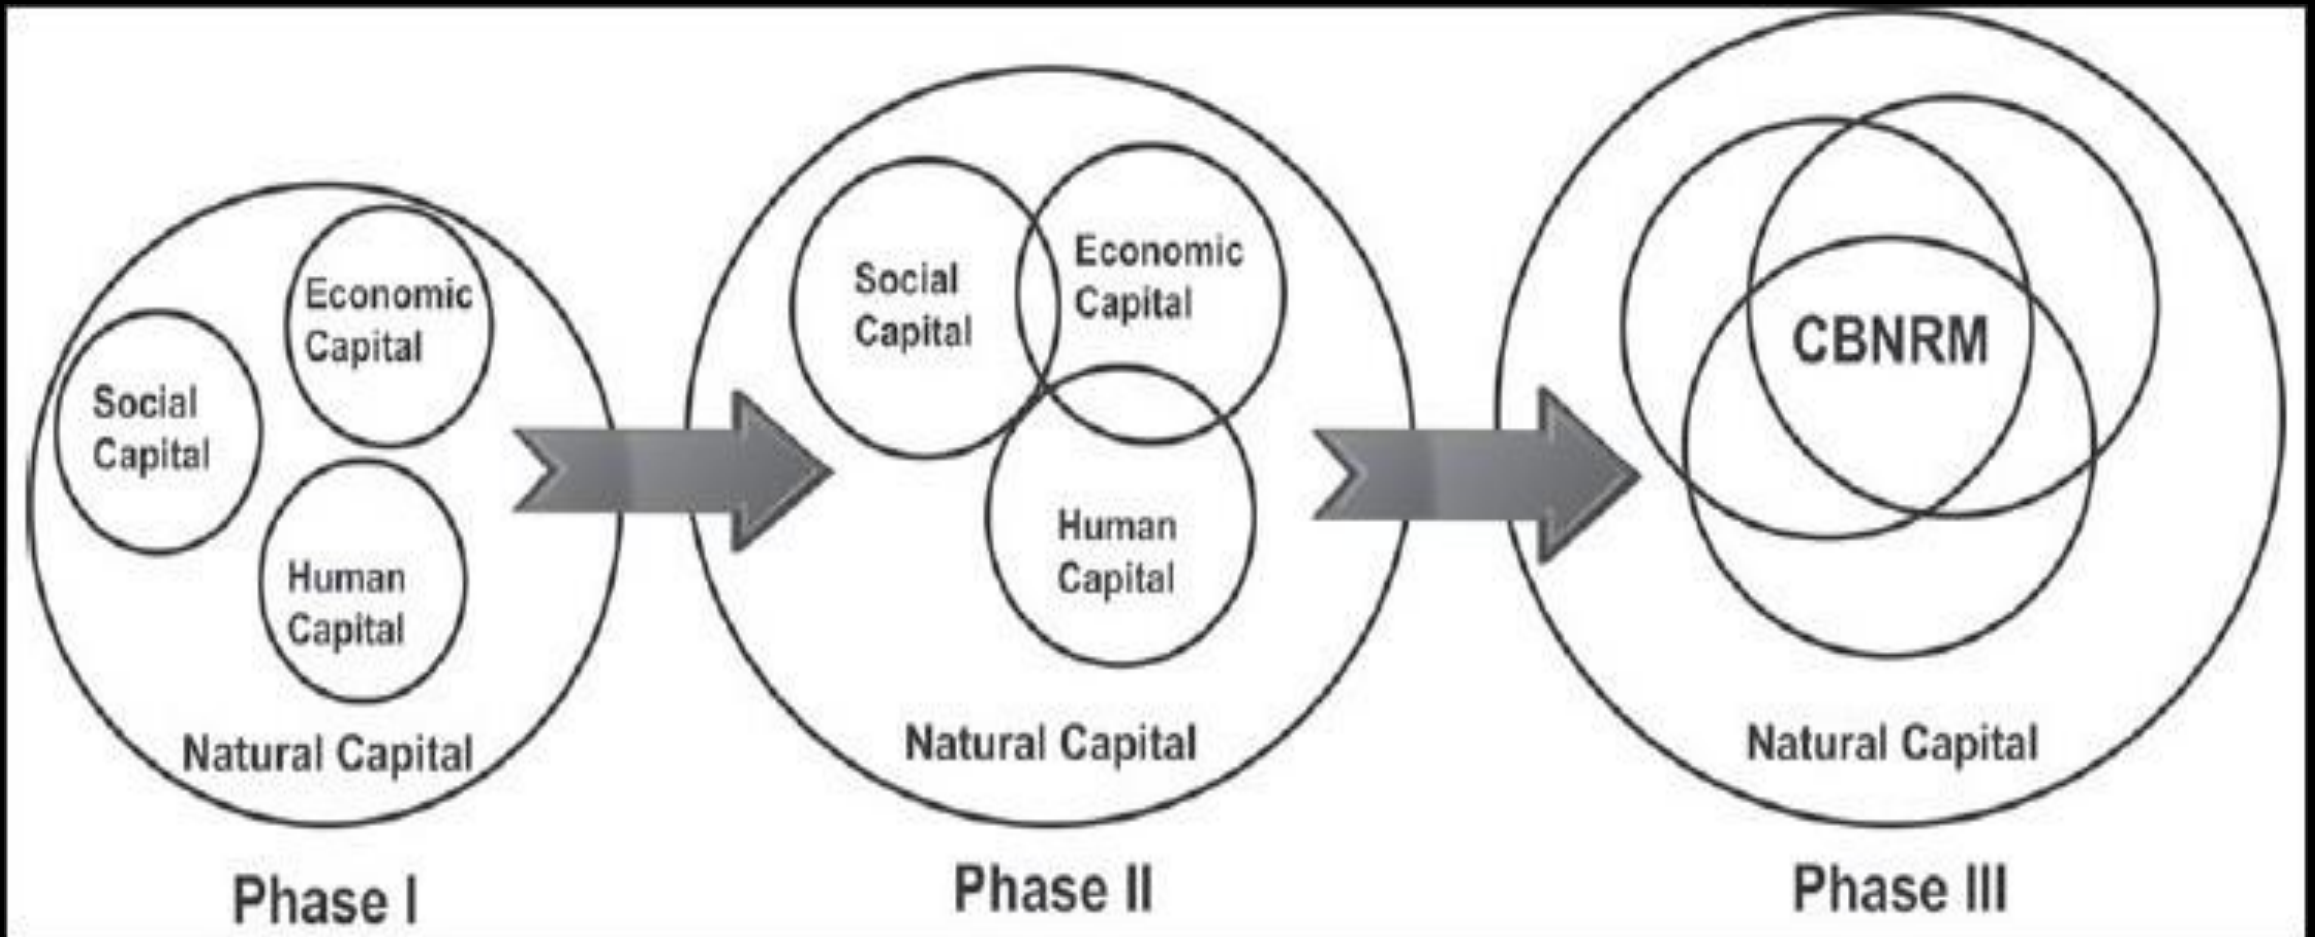 Economic
Capital
Social
Capital
Human
Capital
Natural Capital
Phase I
Social
Capital
Economic
Capital
Human
Capital
Natural Capital
Phase II
CBNRM
Natural Capital
Phase III